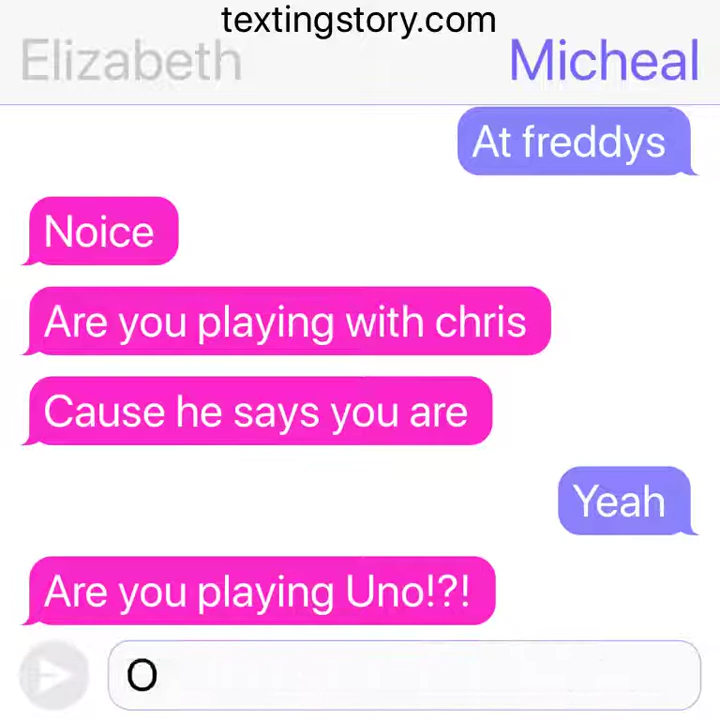 textingstory.com
Elizabeth Micheal
At freddys
Noice
Are you playing with chris
Cause he says you are
Yeah
Are you playing Uno!?!
O